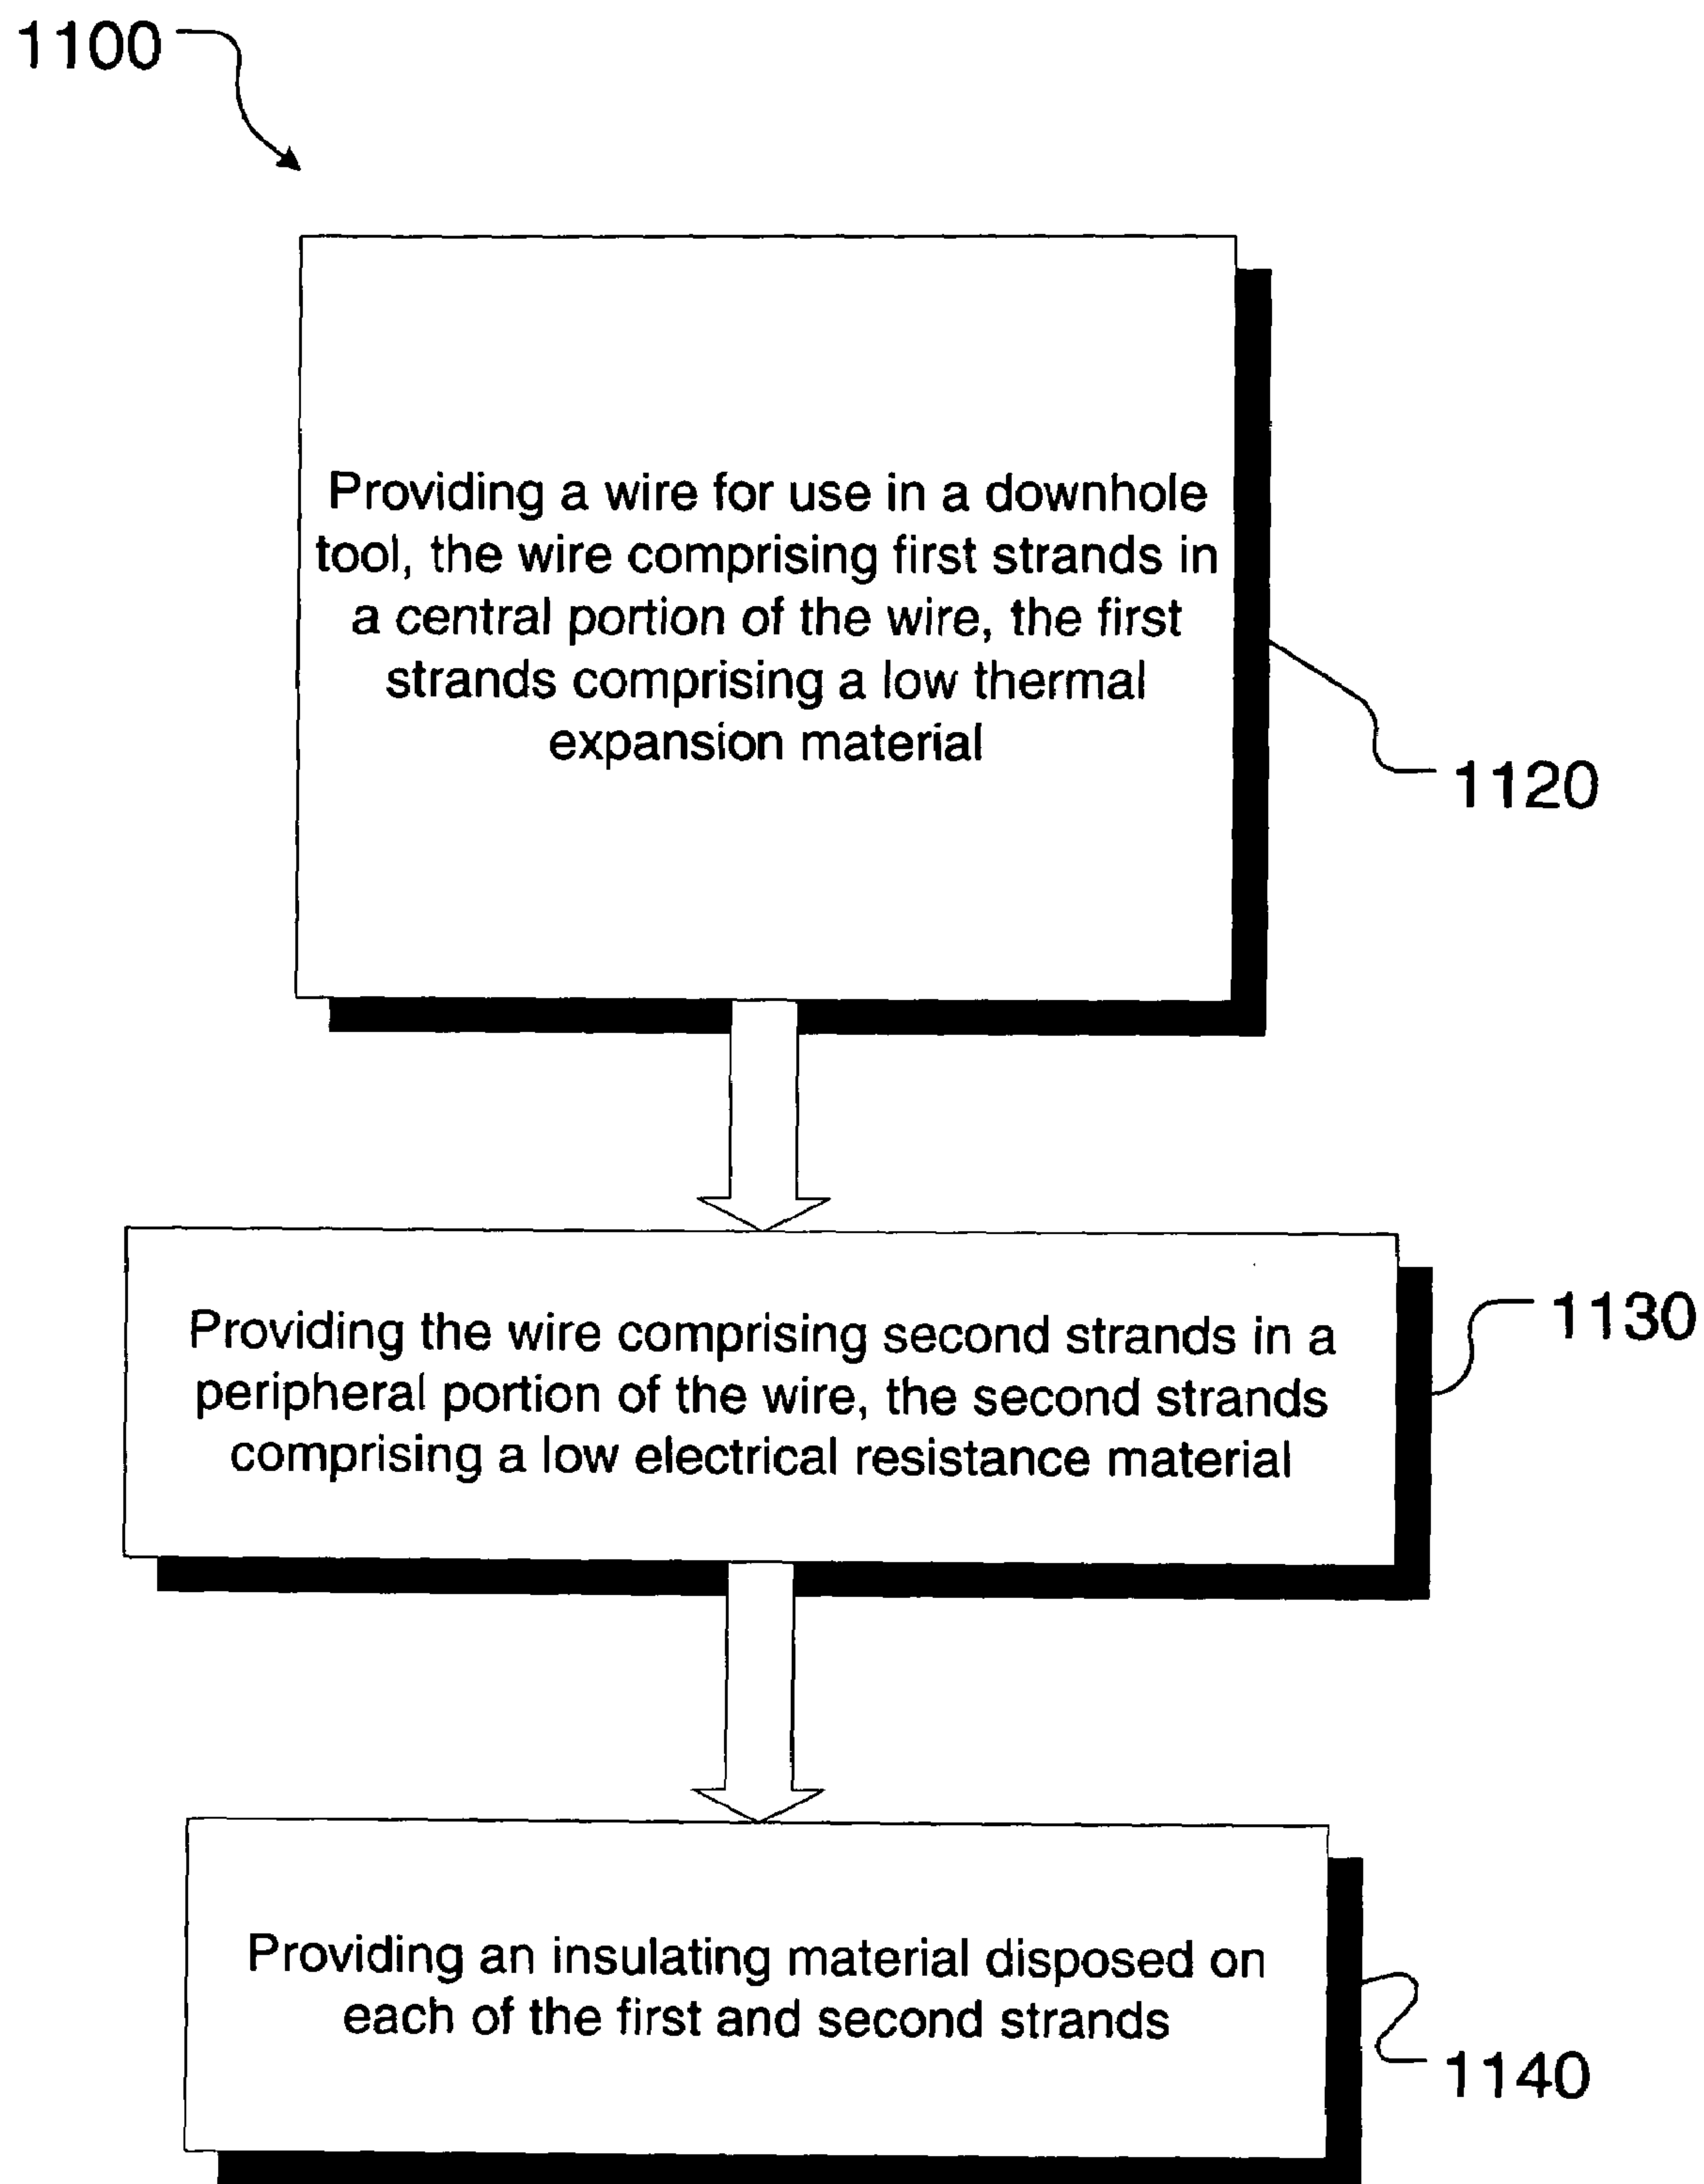 1100
Providing a wire for use in a downhole
tool, the wire comprising first strands in
a central portion of the wire, the first
strands comprising a low thermal
expansion material
1120
Providing the wire comprising second strands in a
peripheral portion of the wire, the second strands
comprising a low electrical resistance material
1130
Providing an insulating material disposed on
each of the first and second strands
1140